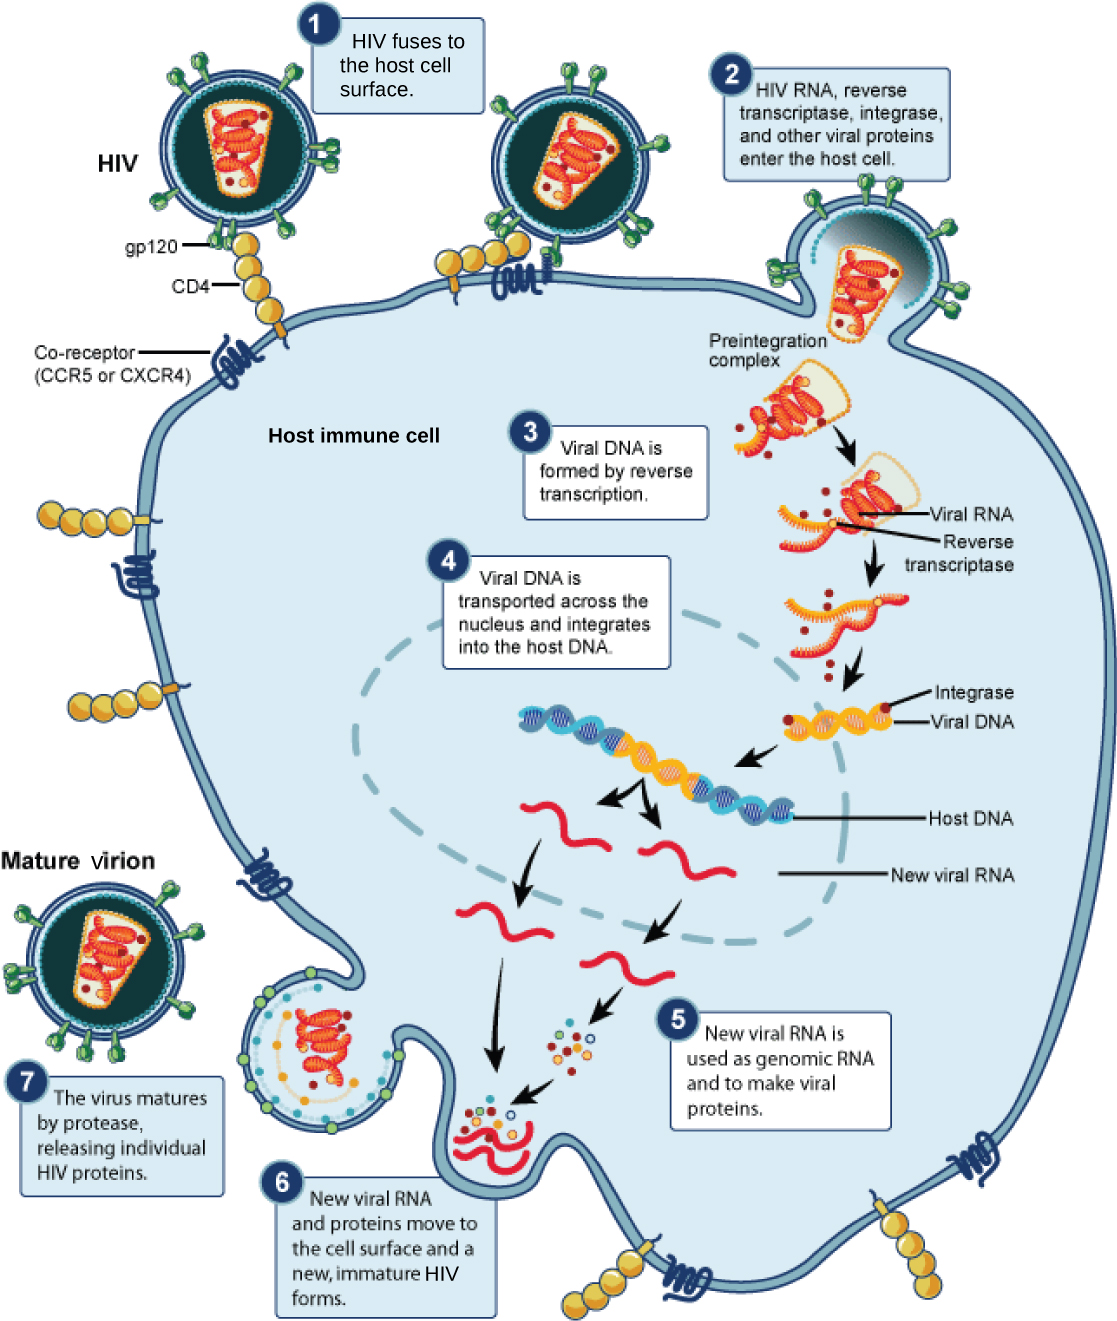 1
HIV fuses to
the host cell
surface.
2
HIV RNA, reverse
transcriptase, integrase,
and other viral proteins
enter the host cell.
HIV
gp120
CD4
Co-receptor
(CCR5 or CXCR4)
Preintegration
complex
Host immune cell
3
Viral DNA is
formed by reverse
transcription.
Viral RNA
Reverse
transcriptase
4
Viral DNA is
transported across the
nucleus and integrates
into the host DNA.
Integrase
Viral DNA
Host DNA
New viral RNA
Mature virion
5
New viral RNA is
used as genomic RNA
and to make viral
proteins.
7
The virus matures
by protease,
releasing individual
HIV proteins.
6
New viral RNA
and proteins move to
the cell surface and a
new, immature HIV
forms.